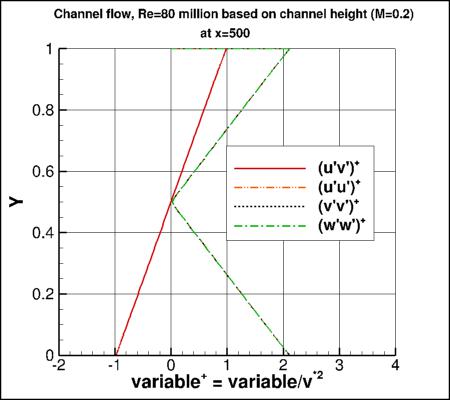 Channel flow, Re=80 million based on channel height (M=0.2)
at x=500
1
0.8
0.6
0.4
0.2
0
Y
(u'v')⁺
(u'u')⁺
(v'v')⁺
(w'w')⁺
-2 -1 0 1 2 3 4
variable⁺ = variable/v*²